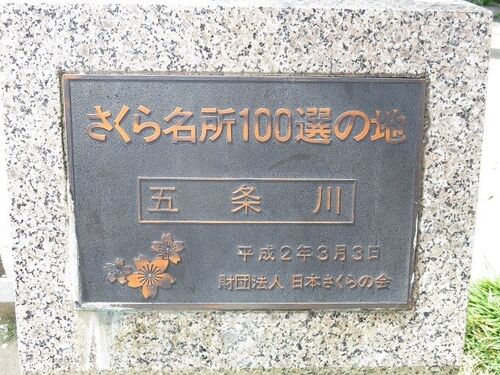 さくら名所100選の地
五条川
平成2年3月3日
財団法人 日本さくらの会